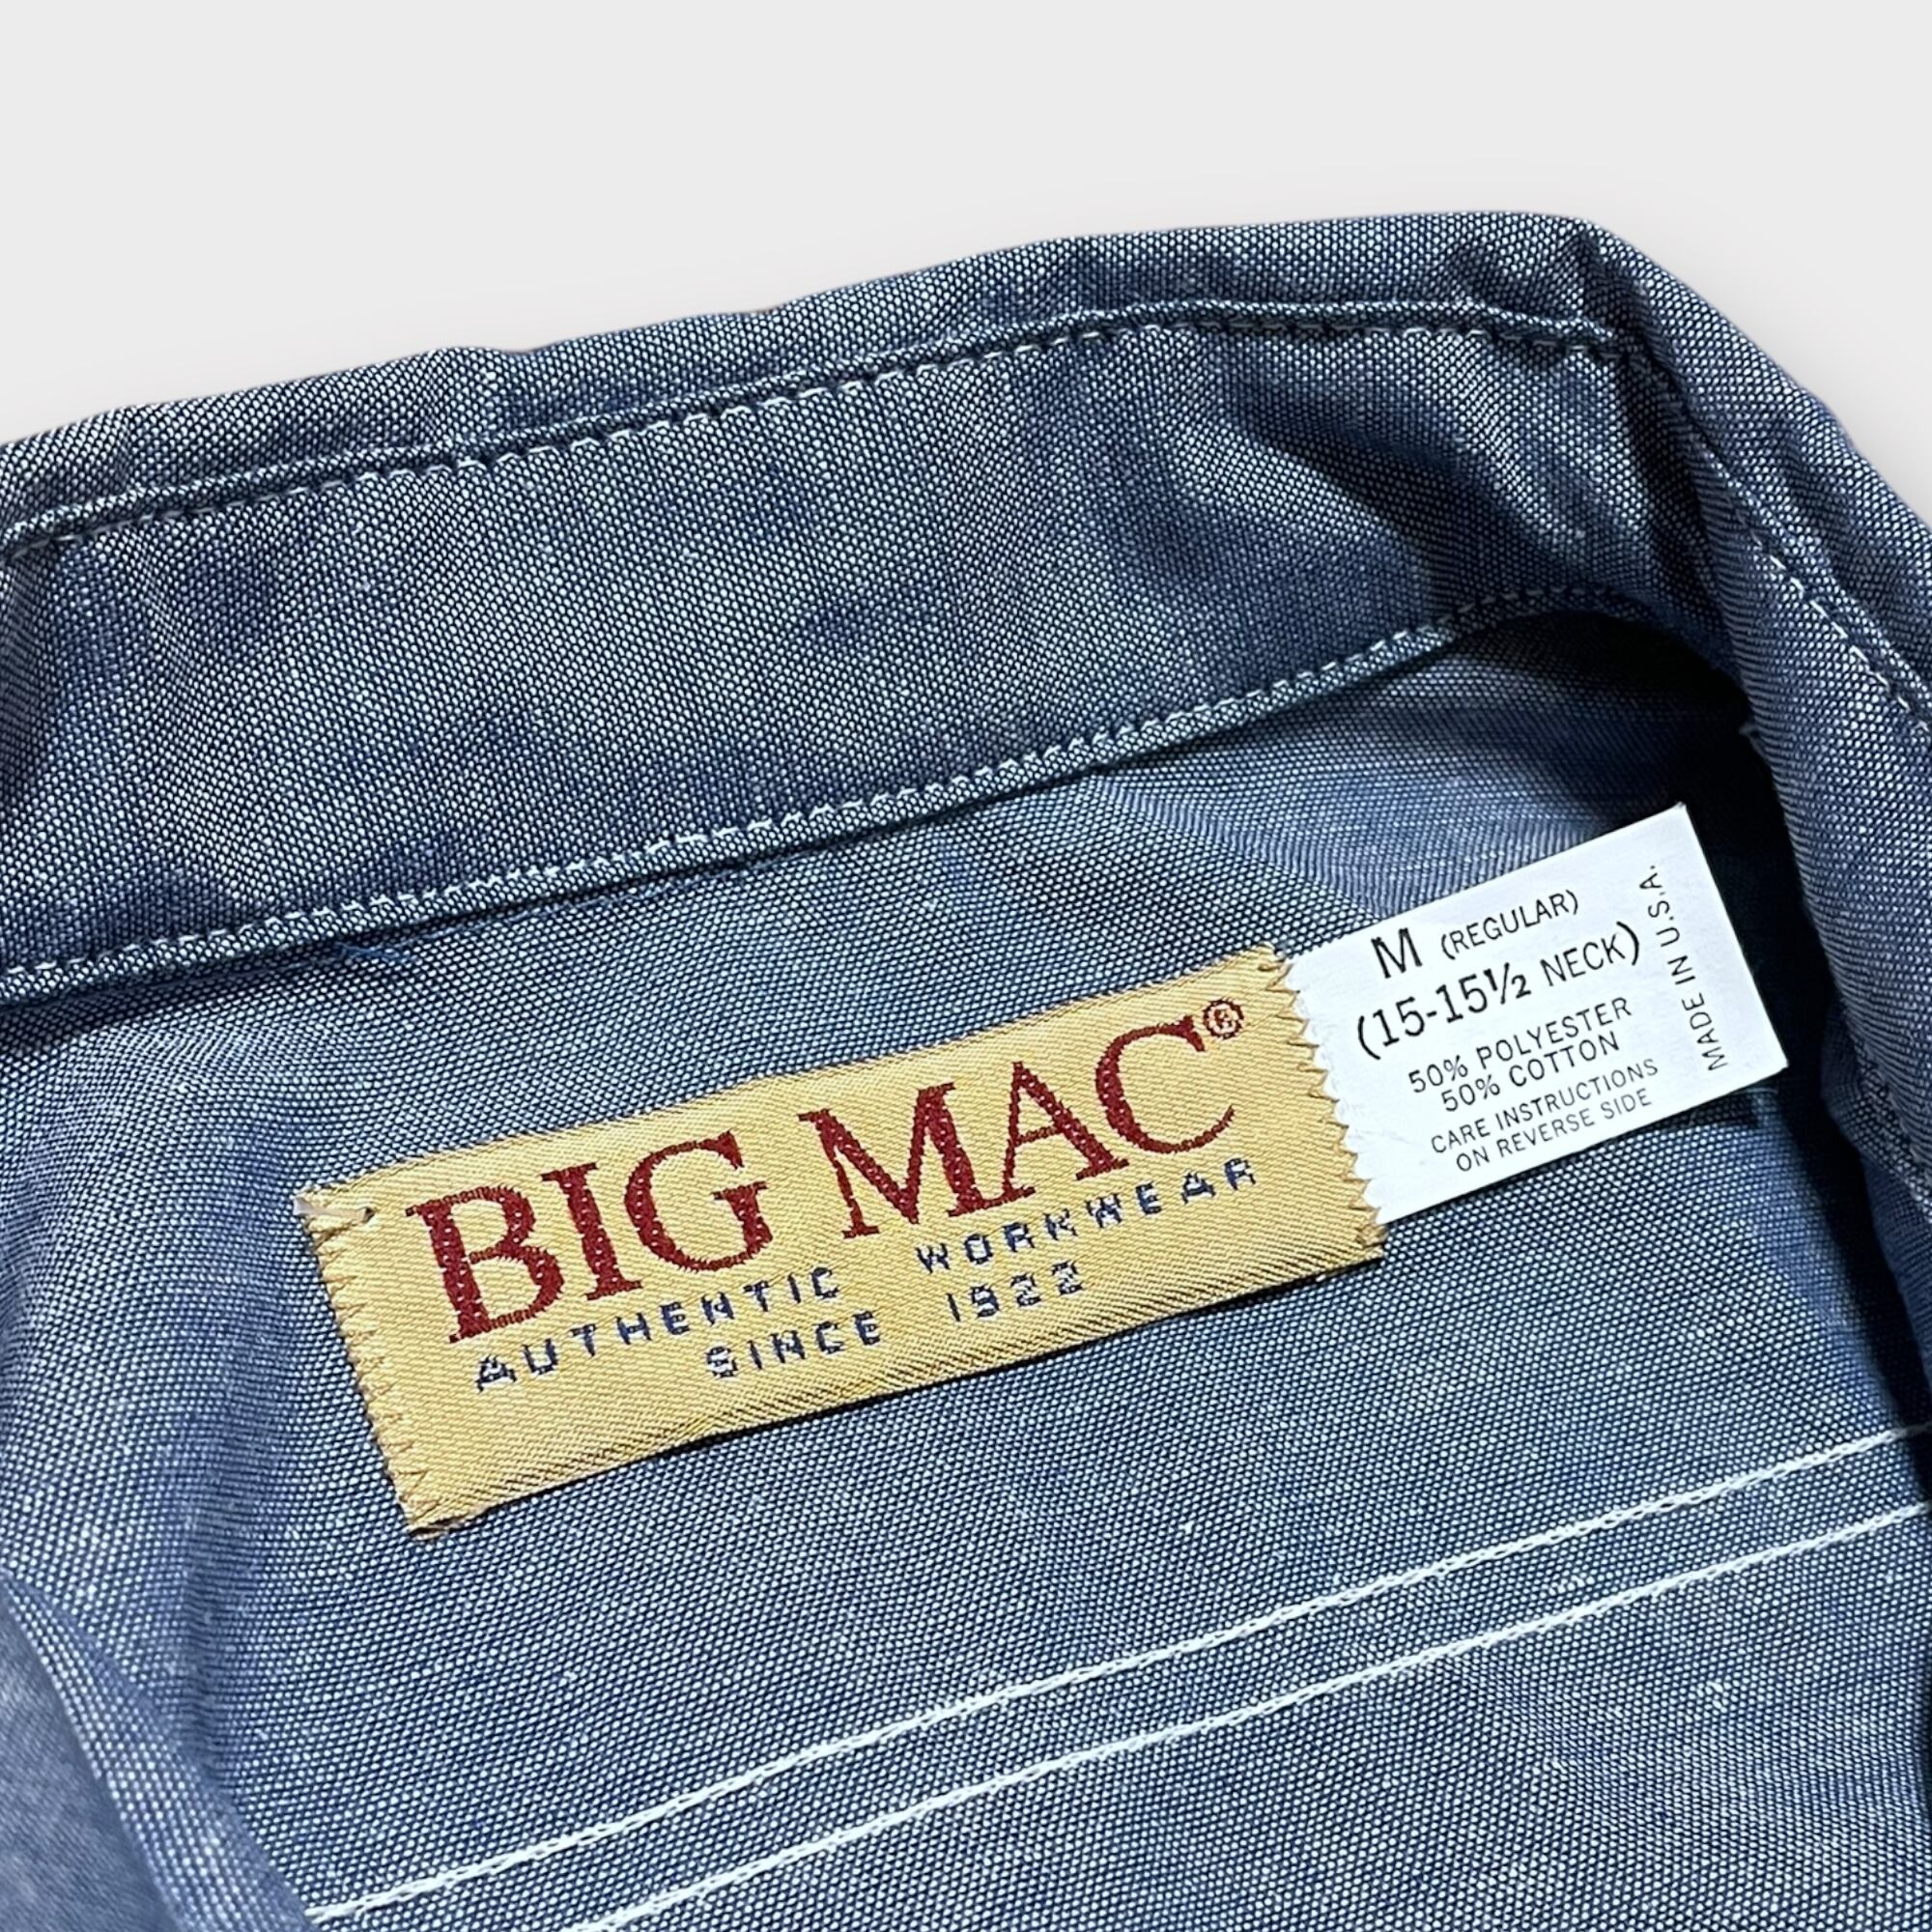 BIG MAC®
AUTHENTIC WORKWEAR
SINCE 1922
M (REGULAR)
(15-15½ NECK)
50% POLYESTER
50% COTTON
CARE INSTRUCTIONS
ON REVERSE SIDE
MADE IN U.S.A.